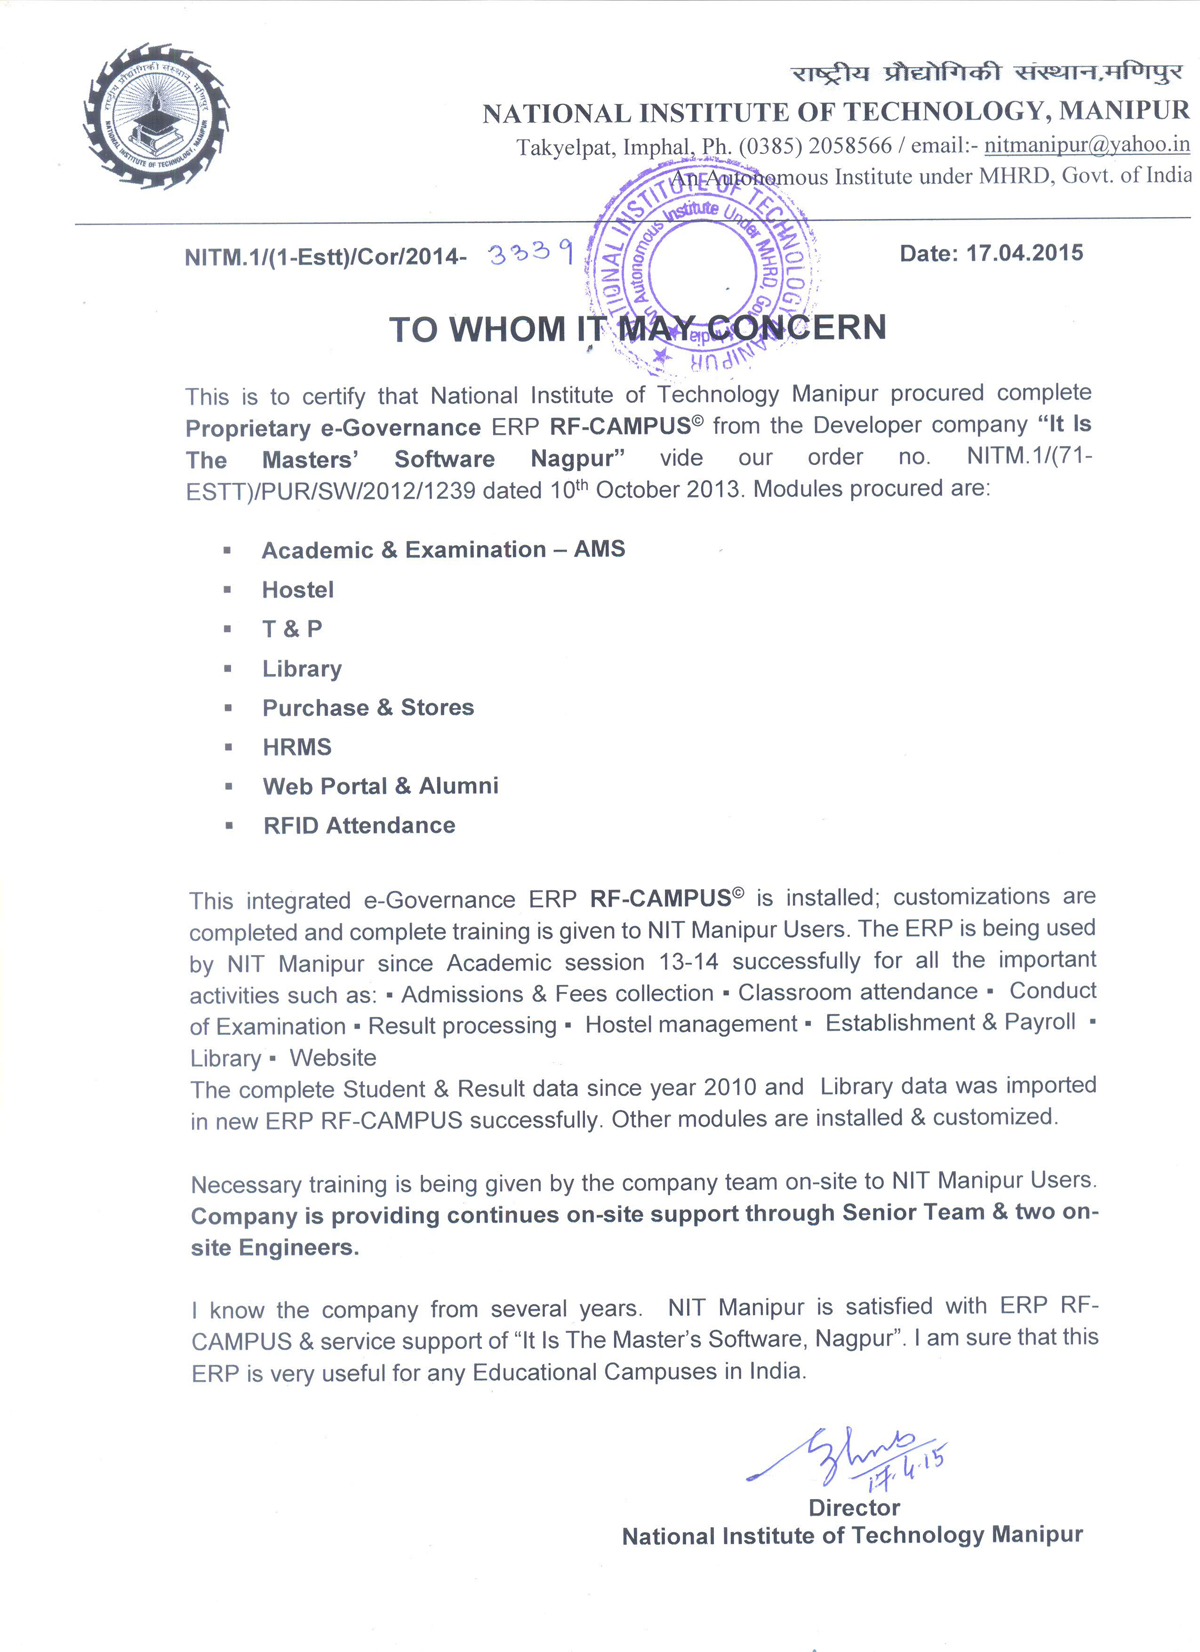 राष्ट्रीय प्रौद्योगिकी संस्थान, मणिपुर
NATIONAL INSTITUTE OF TECHNOLOGY, MANIPUR
राष्ट्रीय प्रौद्योगिकी संस्थान, मणिपुर
NATIONAL INSTITUTE OF TECHNOLOGY, MANIPUR
Takyelpat, Imphal, Ph. (0385) 2058566 / email:- nitmanipur@yahoo.in
An Autonomous Institute under MHRD, Govt. of India
NATIONAL INSTITUTE OF TECHNOLOGY MANIPUR
An Autonomous Institute Under MHRD, Govt. of India
NITM.1/(1-Estt)/Cor/2014- 3339
Date: 17.04.2015
TO WHOM IT MAY CONCERN
This is to certify that National Institute of Technology Manipur procured complete
Proprietary e-Governance ERP RF-CAMPUS© from the Developer company “It Is
The Masters’ Software Nagpur” vide our order no. NITM.1/(71-
ESTT)/PUR/SW/2012/1239 dated 10th October 2013. Modules procured are:
▪ Academic & Examination – AMS
▪ Hostel
▪ T & P
▪ Library
▪ Purchase & Stores
▪ HRMS
▪ Web Portal & Alumni
▪ RFID Attendance
This integrated e-Governance ERP RF-CAMPUS© is installed; customizations are
completed and complete training is given to NIT Manipur Users. The ERP is being used
by NIT Manipur since Academic session 13-14 successfully for all the important
activities such as: ▪ Admissions & Fees collection ▪ Classroom attendance ▪ Conduct
of Examination ▪ Result processing ▪ Hostel management ▪ Establishment & Payroll ▪
Library ▪ Website
The complete Student & Result data since year 2010 and Library data was imported
in new ERP RF-CAMPUS successfully. Other modules are installed & customized.
Necessary training is being given by the company team on-site to NIT Manipur Users.
Company is providing continues on-site support through Senior Team & two on-
site Engineers.
I know the company from several years. NIT Manipur is satisfied with ERP RF-
CAMPUS & service support of “It Is The Master’s Software, Nagpur”. I am sure that this
ERP is very useful for any Educational Campuses in India.
17.4.15
Director
National Institute of Technology Manipur